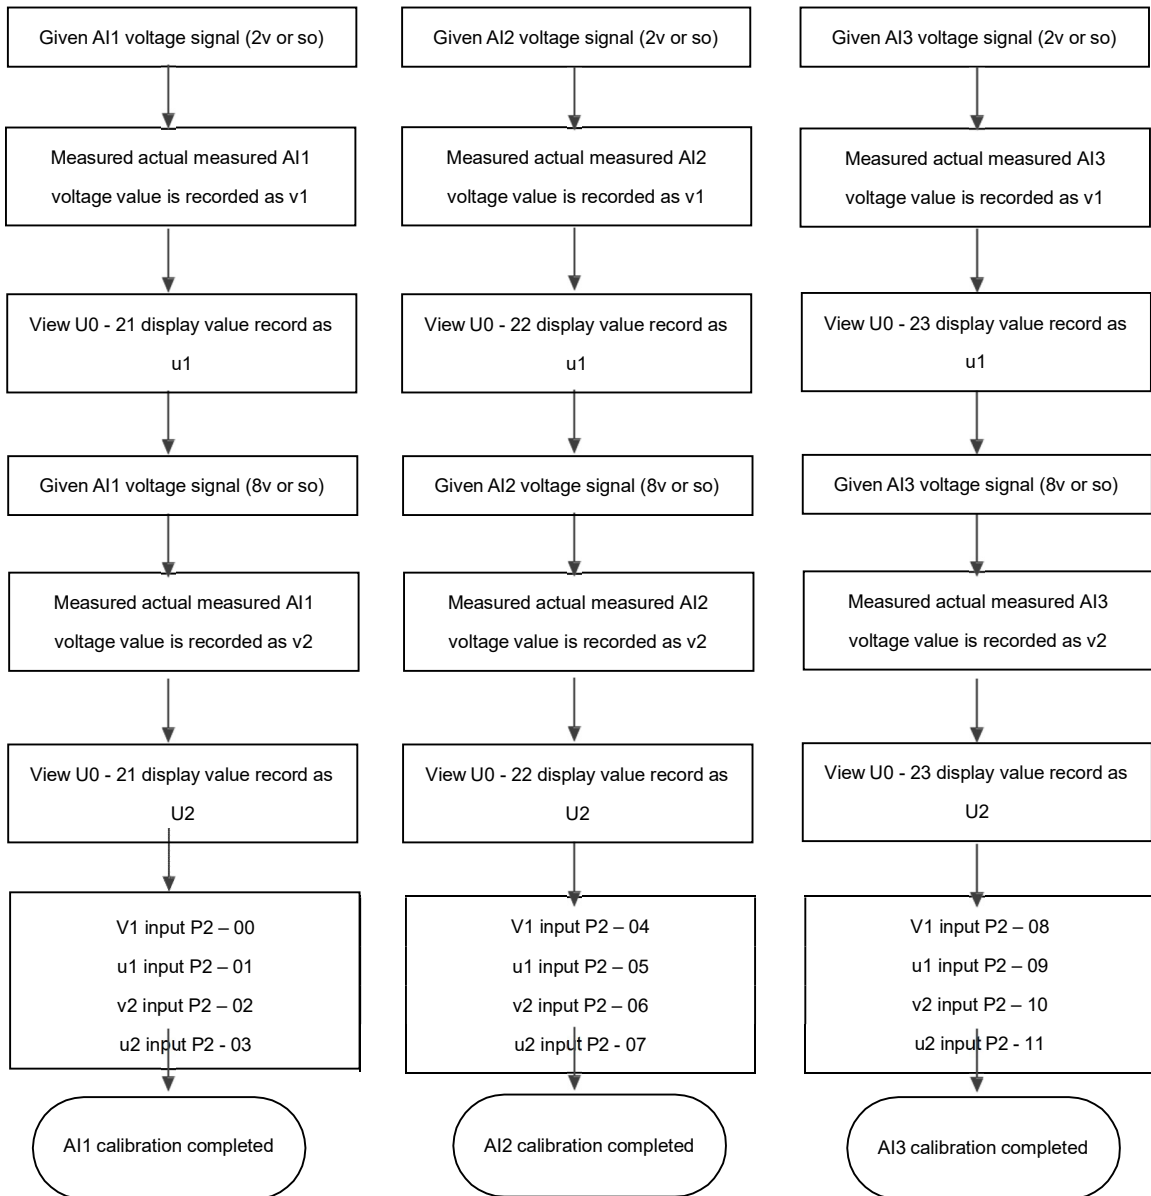 Given AI1 voltage signal (2v or so)
Measured actual measured AI1
voltage value is recorded as v1
View U0 - 21 display value record as
u1
Given AI1 voltage signal (8v or so)
Measured actual measured AI1
voltage value is recorded as v2
View U0 - 21 display value record as
U2
V1 input P2 – 00
u1 input P2 – 01
v2 input P2 – 02
u2 input P2 - 03
AI1 calibration completed
Given AI2 voltage signal (2v or so)
Measured actual measured AI2
voltage value is recorded as v1
View U0 - 22 display value record as
u1
Given AI2 voltage signal (8v or so)
Measured actual measured AI2
voltage value is recorded as v2
View U0 - 22 display value record as
U2
V1 input P2 – 04
u1 input P2 – 05
v2 input P2 – 06
u2 input P2 - 07
AI2 calibration completed
Given AI3 voltage signal (2v or so)
Measured actual measured AI3
voltage value is recorded as v1
View U0 - 23 display value record as
u1
Given AI3 voltage signal (8v or so)
Measured actual measured AI3
voltage value is recorded as v2
View U0 - 23 display value record as
U2
V1 input P2 – 08
u1 input P2 – 09
v2 input P2 – 10
u2 input P2 - 11
AI3 calibration completed